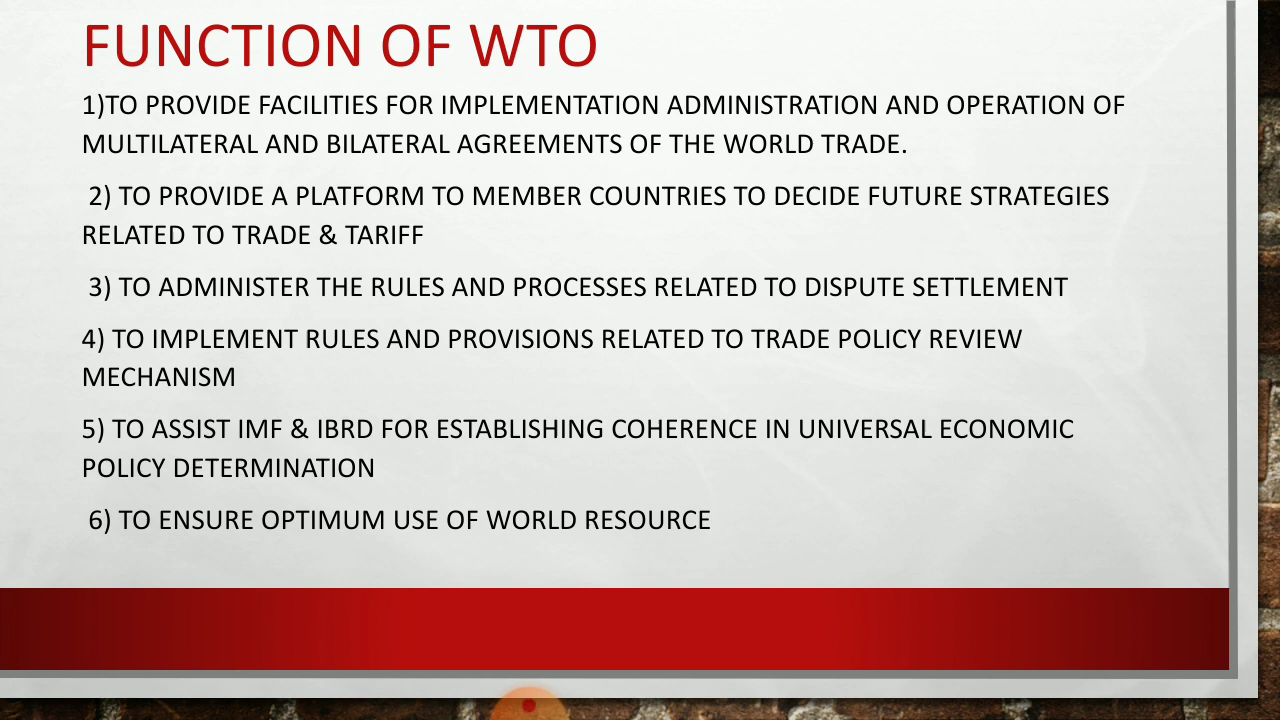 FUNCTION OF WTO
1)TO PROVIDE FACILITIES FOR IMPLEMENTATION ADMINISTRATION AND OPERATION OF
MULTILATERAL AND BILATERAL AGREEMENTS OF THE WORLD TRADE.
2) TO PROVIDE A PLATFORM TO MEMBER COUNTRIES TO DECIDE FUTURE STRATEGIES
RELATED TO TRADE & TARIFF
3) TO ADMINISTER THE RULES AND PROCESSES RELATED TO DISPUTE SETTLEMENT
4) TO IMPLEMENT RULES AND PROVISIONS RELATED TO TRADE POLICY REVIEW
MECHANISM
5) TO ASSIST IMF & IBRD FOR ESTABLISHING COHERENCE IN UNIVERSAL ECONOMIC
POLICY DETERMINATION
6) TO ENSURE OPTIMUM USE OF WORLD RESOURCE